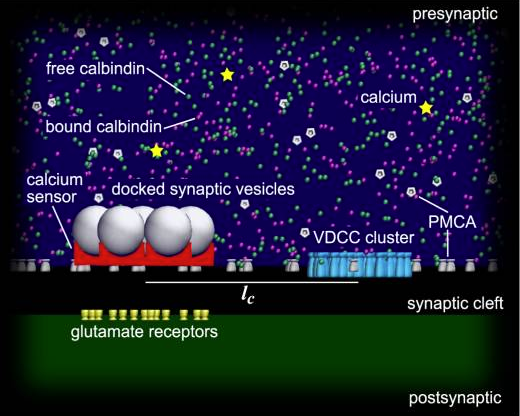 presynaptic
free calbindin
calcium
bound calbindin
calcium
sensor
docked synaptic vesicles
PMCA
VDCC cluster
lC
synaptic cleft
glutamate receptors
postsynaptic